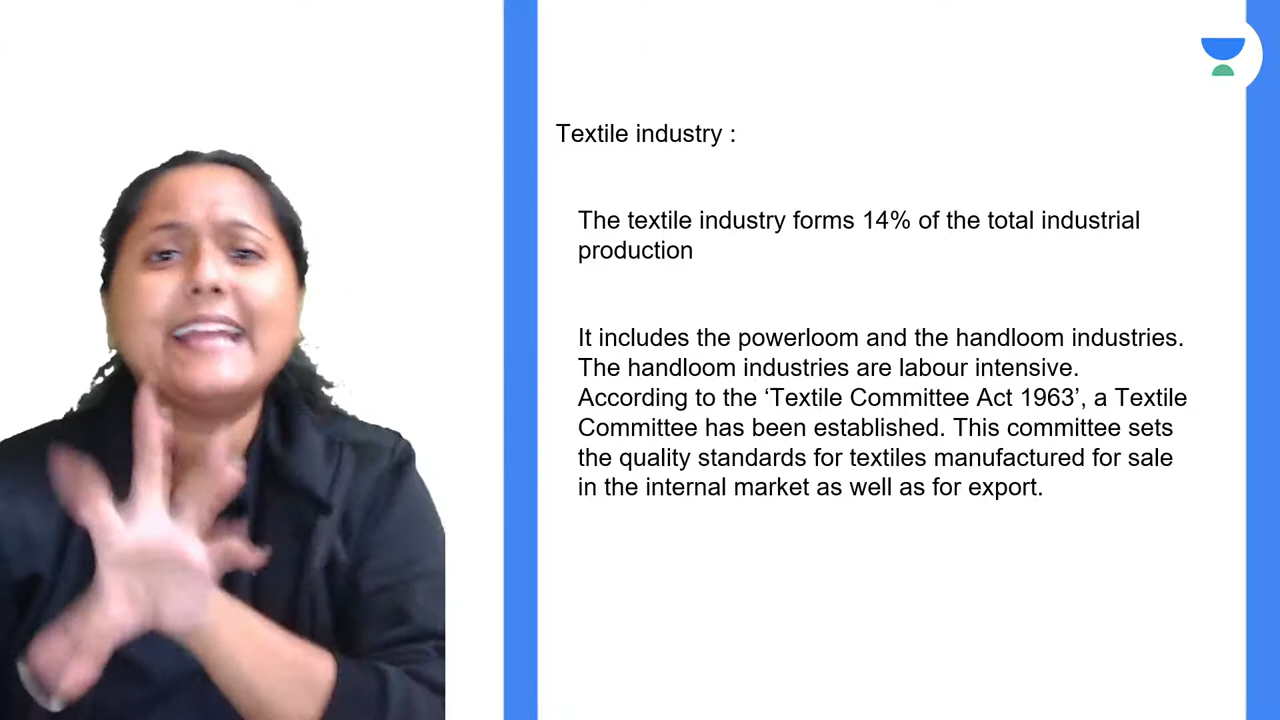 Textile industry :
The textile industry forms 14% of the total industrial
production
It includes the powerloom and the handloom industries.
The handloom industries are labour intensive.
According to the ‘Textile Committee Act 1963’, a Textile
Committee has been established. This committee sets
the quality standards for textiles manufactured for sale
in the internal market as well as for export.